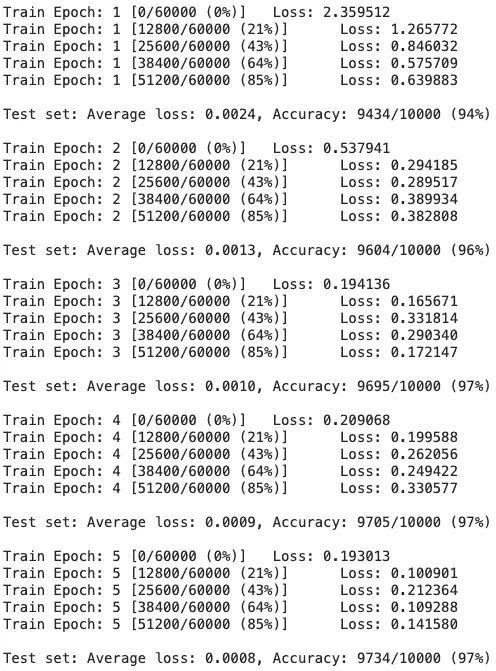 Train Epoch: 1 [0/60000 (0%)]	Loss: 2.359512
Train Epoch: 1 [12800/60000 (21%)]	Loss: 1.265772
Train Epoch: 1 [25600/60000 (43%)]	Loss: 0.846032
Train Epoch: 1 [38400/60000 (64%)]	Loss: 0.575709
Train Epoch: 1 [51200/60000 (85%)]	Loss: 0.639883
Test set: Average loss: 0.0024, Accuracy: 9434/10000 (94%)
Train Epoch: 2 [0/60000 (0%)]	Loss: 0.537941
Train Epoch: 2 [12800/60000 (21%)]	Loss: 0.294185
Train Epoch: 2 [25600/60000 (43%)]	Loss: 0.289517
Train Epoch: 2 [38400/60000 (64%)]	Loss: 0.389934
Train Epoch: 2 [51200/60000 (85%)]	Loss: 0.382808
Test set: Average loss: 0.0013, Accuracy: 9604/10000 (96%)
Train Epoch: 3 [0/60000 (0%)]	Loss: 0.194136
Train Epoch: 3 [12800/60000 (21%)]	Loss: 0.165671
Train Epoch: 3 [25600/60000 (43%)]	Loss: 0.331814
Train Epoch: 3 [38400/60000 (64%)]	Loss: 0.290340
Train Epoch: 3 [51200/60000 (85%)]	Loss: 0.172147
Test set: Average loss: 0.0010, Accuracy: 9695/10000 (97%)
Train Epoch: 4 [0/60000 (0%)]	Loss: 0.209068
Train Epoch: 4 [12800/60000 (21%)]	Loss: 0.199588
Train Epoch: 4 [25600/60000 (43%)]	Loss: 0.262056
Train Epoch: 4 [38400/60000 (64%)]	Loss: 0.249422
Train Epoch: 4 [51200/60000 (85%)]	Loss: 0.330577
Test set: Average loss: 0.0009, Accuracy: 9705/10000 (97%)
Train Epoch: 5 [0/60000 (0%)]	Loss: 0.193013
Train Epoch: 5 [12800/60000 (21%)]	Loss: 0.100901
Train Epoch: 5 [25600/60000 (43%)]	Loss: 0.212364
Train Epoch: 5 [38400/60000 (64%)]	Loss: 0.109288
Train Epoch: 5 [51200/60000 (85%)]	Loss: 0.141580
Test set: Average loss: 0.0008, Accuracy: 9734/10000 (97%)